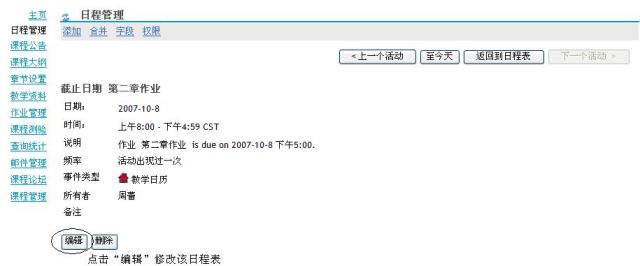 主页
日程管理
课程公告
课程大纲
章节设置
教学资料
作业管理
课程测验
查询统计
邮件管理
课程论坛
课程管理
日程管理
添加 合并 字段 权限
<上一个活动 至今天 返回到日程表 下一个活动 >
截止日期 第二章作业
日期: 2007-10-8
时间: 上午8:00 - 下午4:59 CST
说明 作业 第二章作业 is due on 2007-10-8 下午5:00.
频率 活动出现过一次
事件类型 教学日历
所有者 周蔷
备注
编辑 删除
点击“编辑”修改该日程表